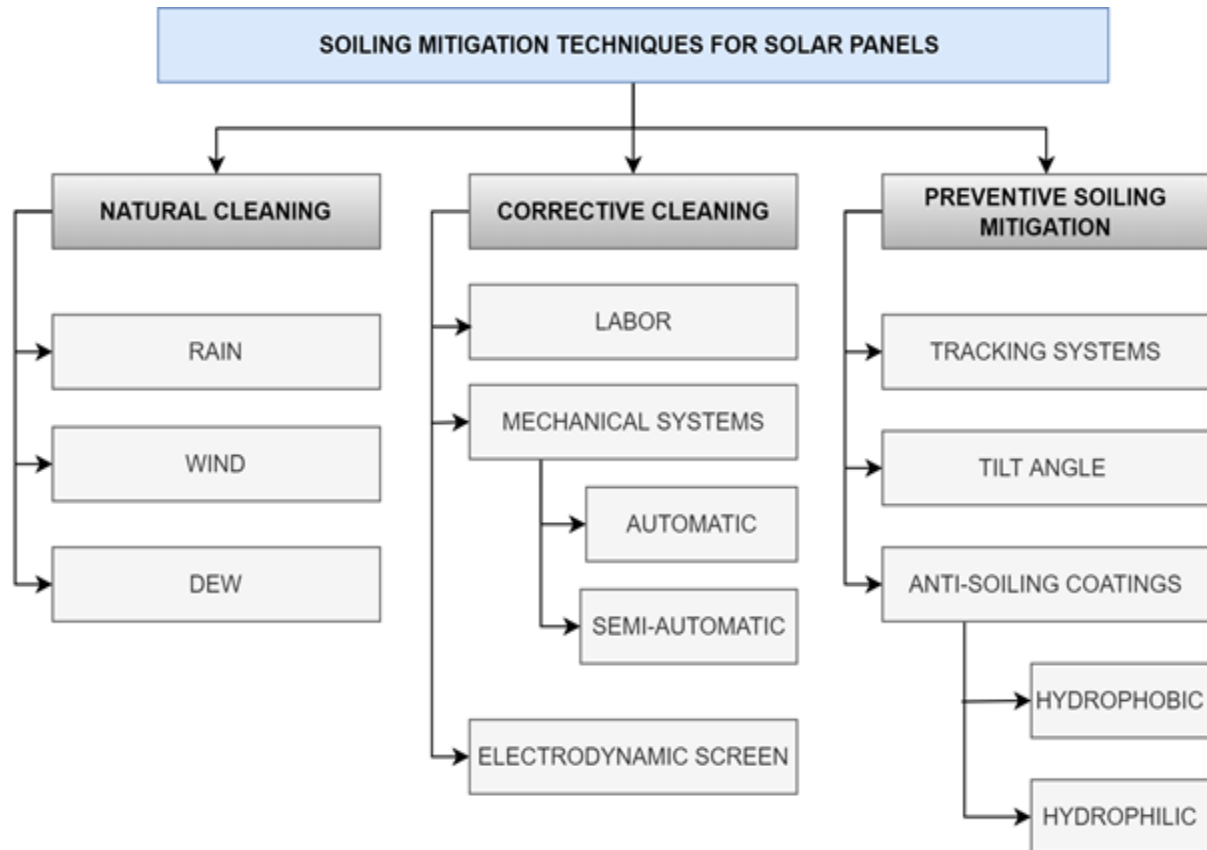 SOILING MITIGATION TECHNIQUES FOR SOLAR PANELS
NATURAL CLEANING
RAIN
WIND
DEW
CORRECTIVE CLEANING
LABOR
MECHANICAL SYSTEMS
AUTOMATIC
SEMI-AUTOMATIC
ELECTRODYNAMIC SCREEN
PREVENTIVE SOILING
MITIGATION
TRACKING SYSTEMS
TILT ANGLE
ANTI-SOILING COATINGS
HYDROPHOBIC
HYDROPHILIC